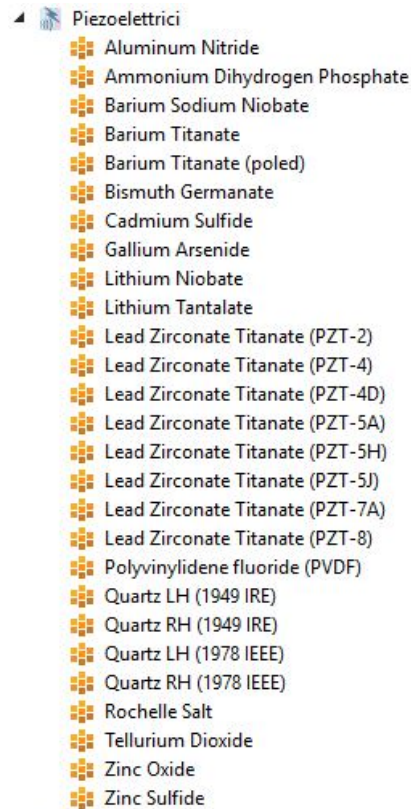 Piezoelettrici
Aluminum Nitride
Ammonium Dihydrogen Phosphate
Barium Sodium Niobate
Barium Titanate
Barium Titanate (poled)
Bismuth Germanate
Cadmium Sulfide
Gallium Arsenide
Lithium Niobate
Lithium Tantalate
Lead Zirconate Titanate (PZT-2)
Lead Zirconate Titanate (PZT-4)
Lead Zirconate Titanate (PZT-4D)
Lead Zirconate Titanate (PZT-5A)
Lead Zirconate Titanate (PZT-5H)
Lead Zirconate Titanate (PZT-5J)
Lead Zirconate Titanate (PZT-7A)
Lead Zirconate Titanate (PZT-8)
Polyvinylidene fluoride (PVDF)
Quartz LH (1949 IRE)
Quartz RH (1949 IRE)
Quartz LH (1978 IEEE)
Quartz RH (1978 IEEE)
Rochelle Salt
Tellurium Dioxide
Zinc Oxide
Zinc Sulfide